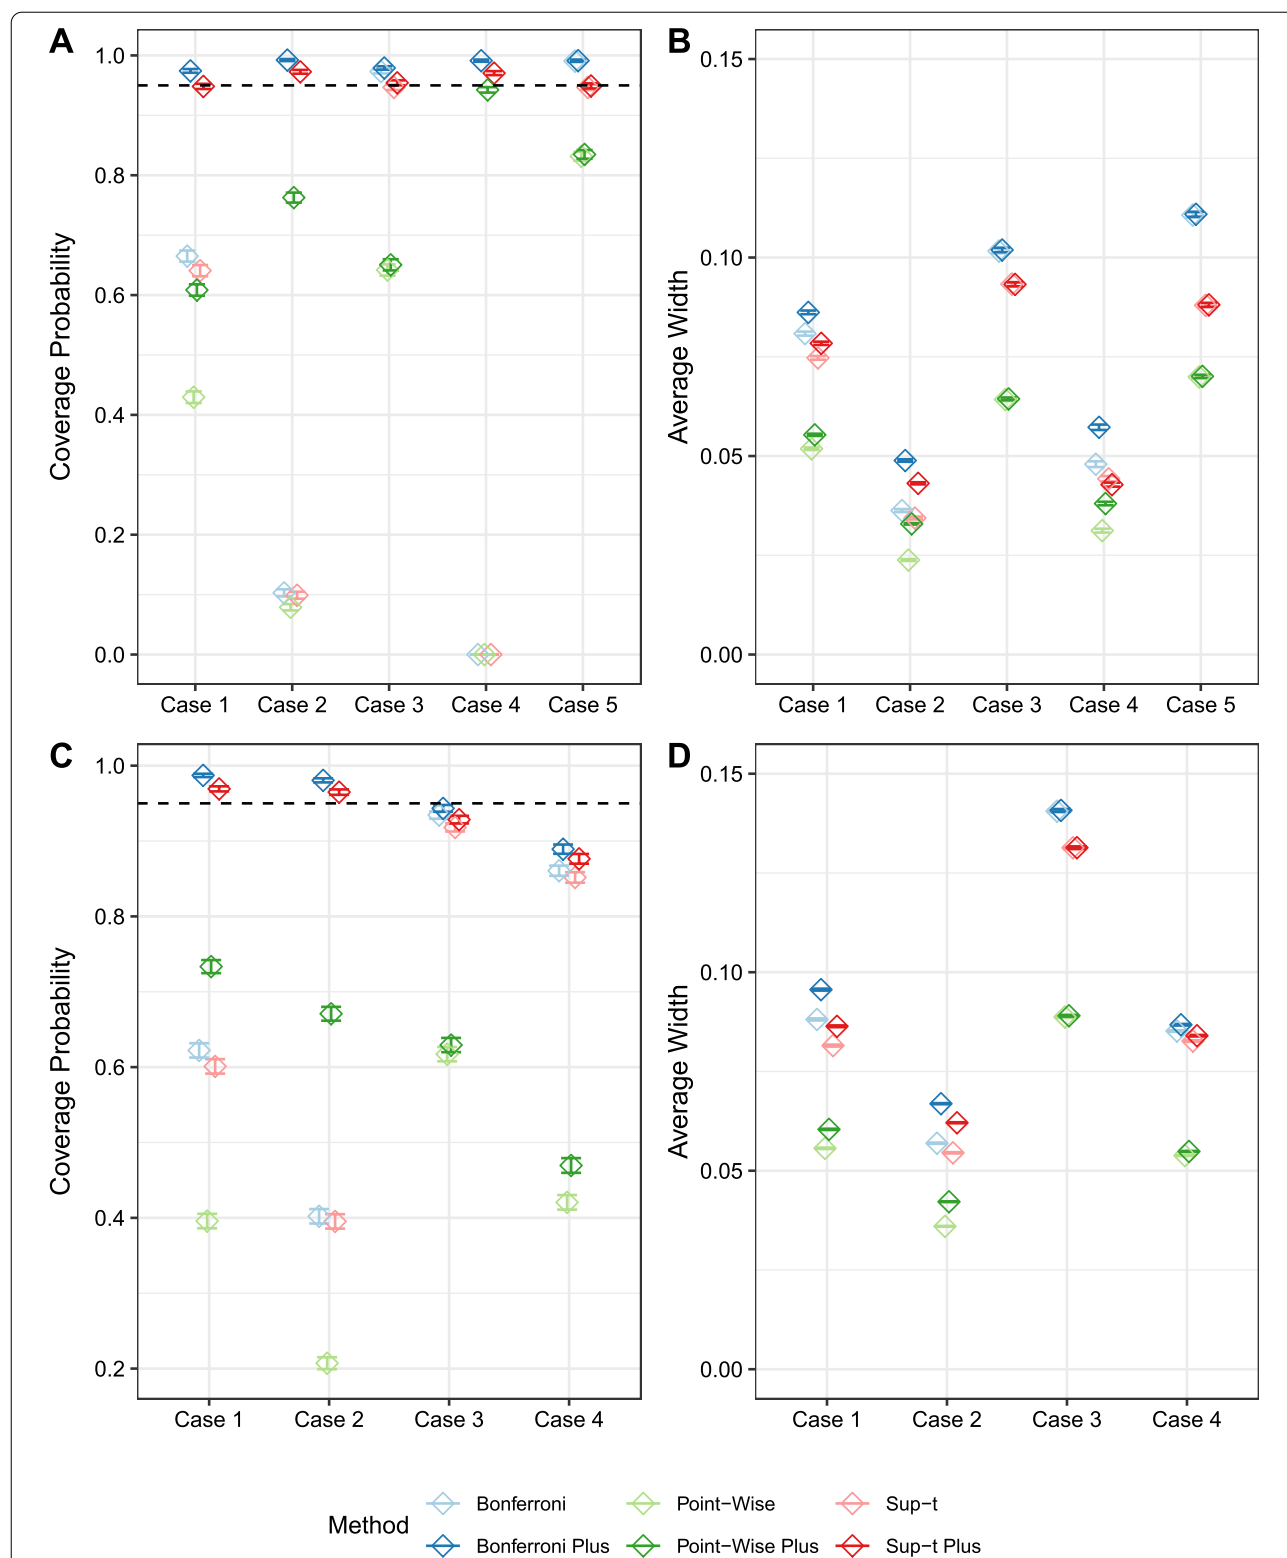 A
B
Coverage Probability
1.0
0.8
0.6
0.4
0.2
0.0
Case 1 Case 2 Case 3 Case 4 Case 5
Average Width
0.15
0.10
0.05
0.00
Case 1 Case 2 Case 3 Case 4 Case 5
C
D
Coverage Probability
1.0
0.8
0.6
0.4
0.2
Case 1 Case 2 Case 3 Case 4
Average Width
0.15
0.10
0.05
0.00
Case 1 Case 2 Case 3 Case 4
Method
Bonferroni Point−Wise Sup−t
Bonferroni Plus Point−Wise Plus Sup−t Plus